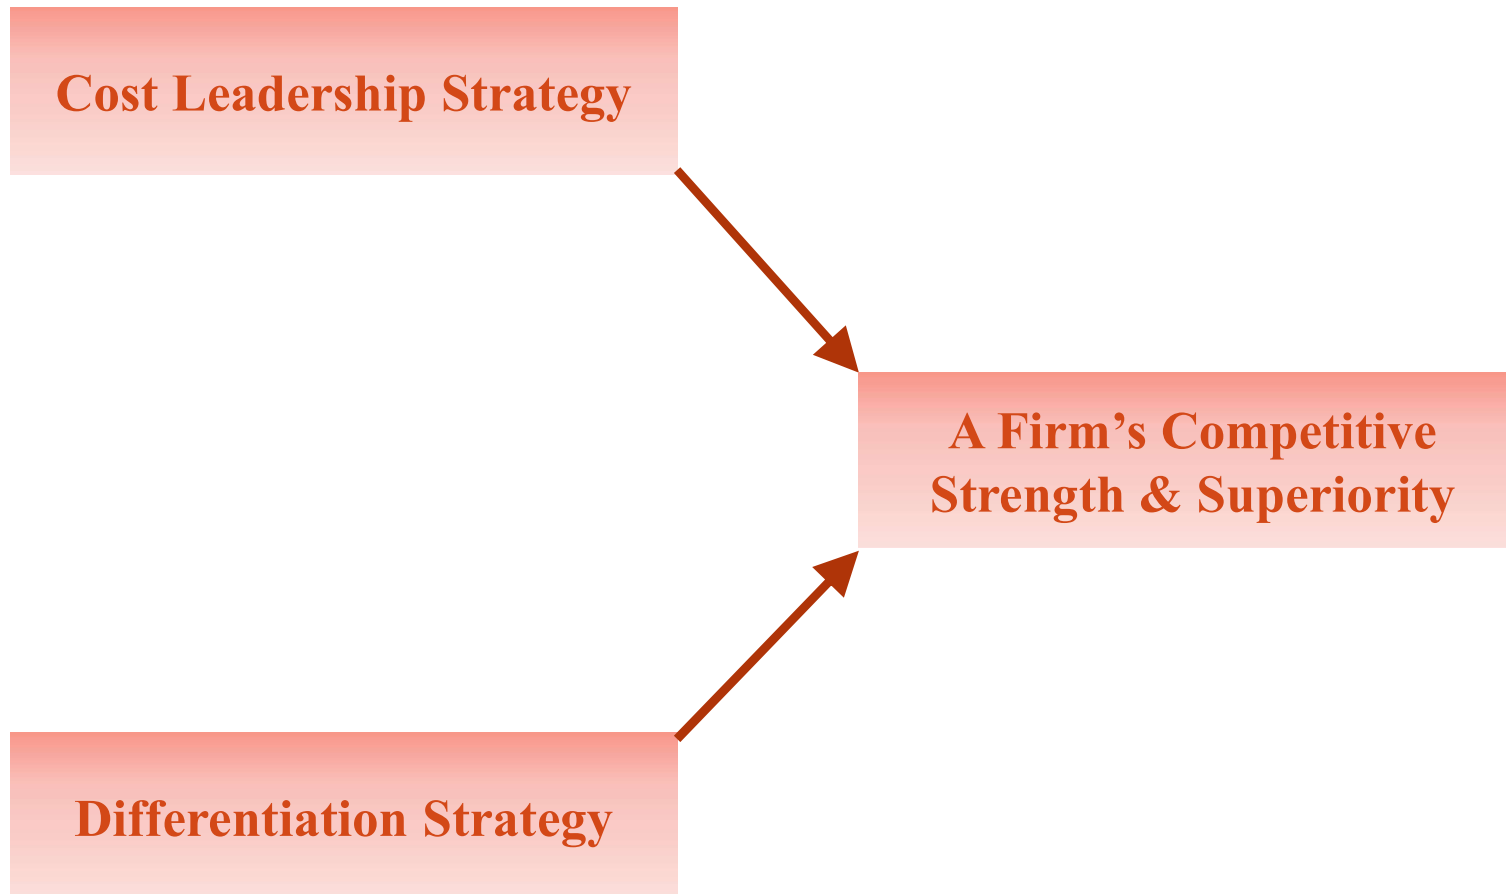 Cost Leadership Strategy
A Firm’s Competitive
Strength & Superiority
Differentiation Strategy